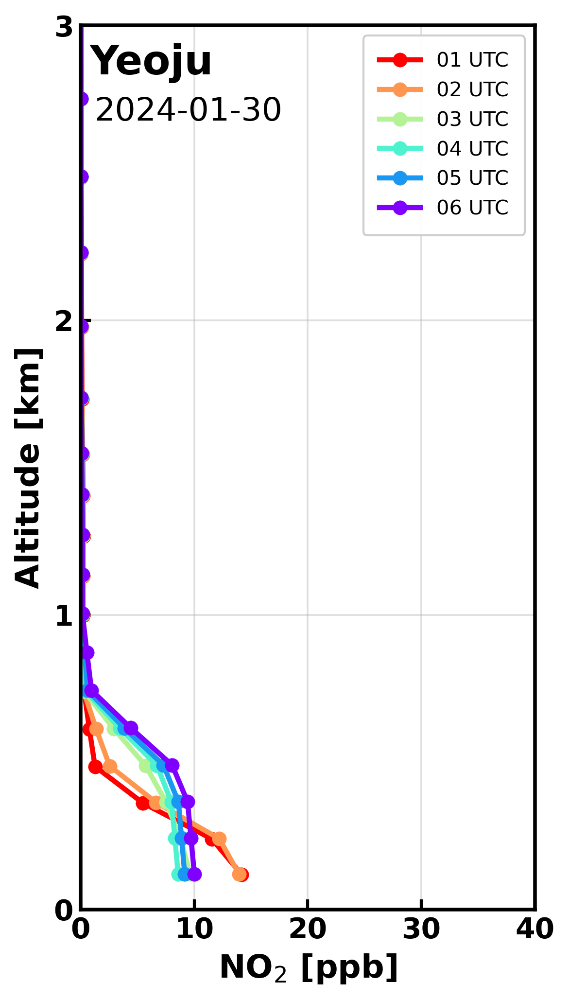 Yeoju
2024-01-30
01 UTC
02 UTC
03 UTC
04 UTC
05 UTC
06 UTC
3
2
1
0
Altitude [km]
0 10 20 30 40
NO₂ [ppb]